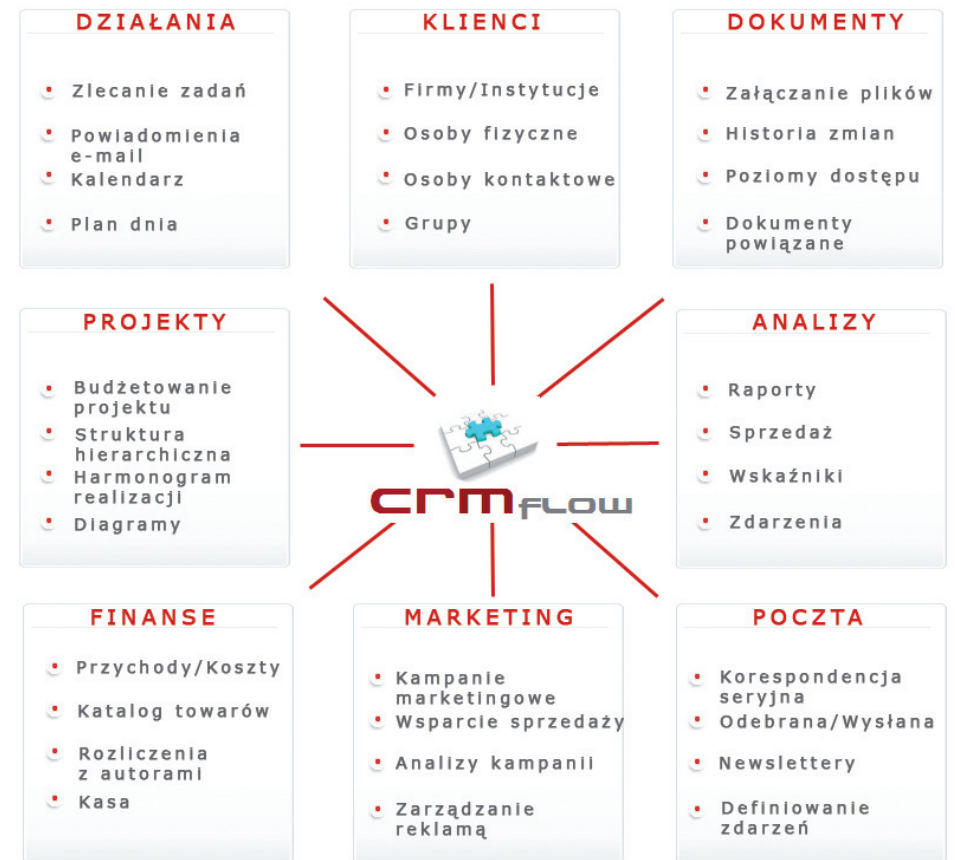 DZIAŁANIA
Zlecanie zadań
Powiadomienia
e-mail
Kalendarz
Plan dnia
KLIENCI
Firmy/Instytucje
Osoby fizyczne
Osoby kontaktowe
Grupy
DOKUMENTY
Załączanie plików
Historia zmian
Poziomy dostępu
Dokumenty
powiązane
PROJEKTY
Budżetowanie
projektu
Struktura
hierarchiczna
Harmonogram
realizacji
Diagramy
crmflow
ANALIZY
Raporty
Sprzedaż
Wskaźniki
Zdarzenia
FINANSE
Przychody/Koszty
Katalog towarów
Rozliczenia
z autorami
Kasa
MARKETING
Kampanie
marketingowe
Wsparcie sprzedaży
Analizy kampanii
Zarządzanie
reklamą
POCZTA
Korespondencja
seryjna
Odebrana/Wysłana
Newslettery
Definiowanie
zdarzeń